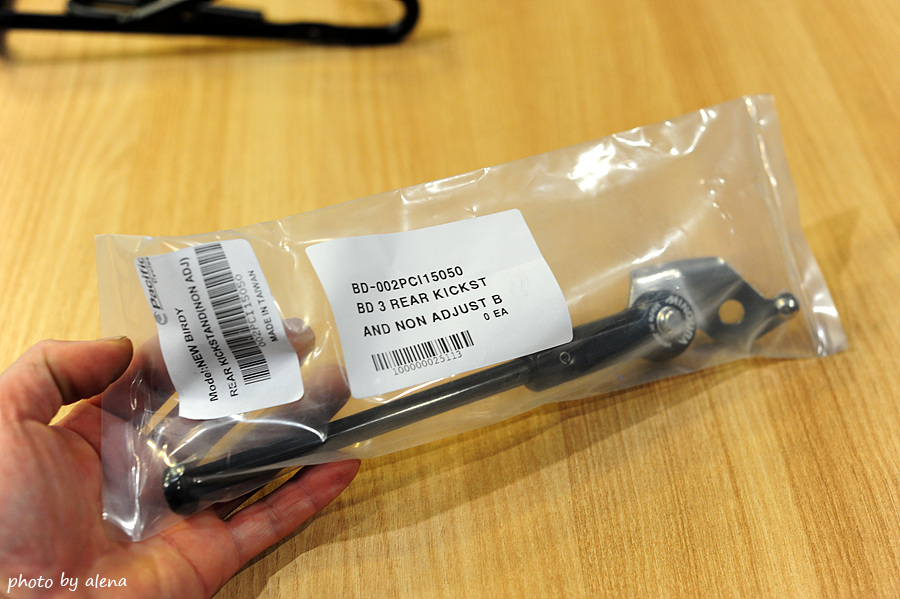 Pacific
Model:NEW BIRDY
REAR KICKSTAND(NON ADJ)
002PCI15050
MADE IN TAIWAN
BD-002PCI15050
BD 3 REAR KICKST
AND NON ADJUST B
0 EA
100000025113
photo by alena